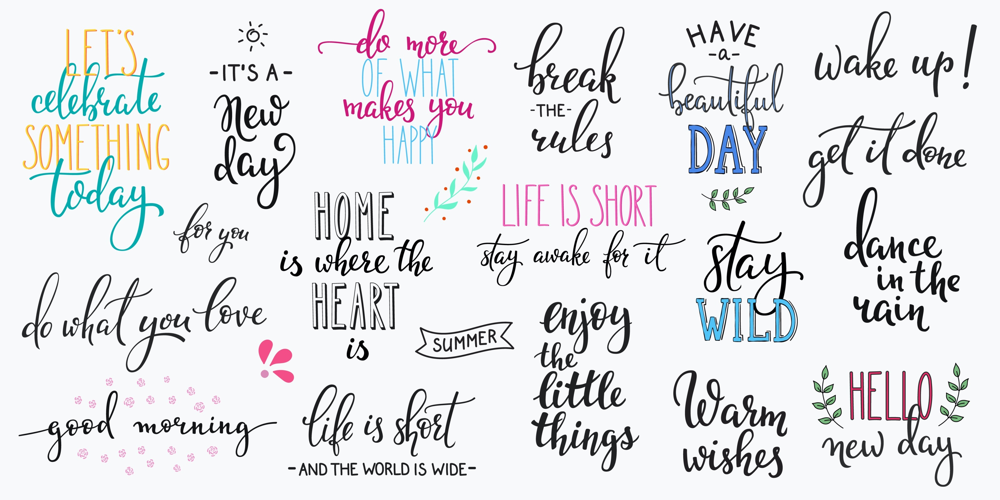 LET'S
celebrate
SOMETHING
today
-IT'S A-
New
day
do more
OF WHAT
makes you
HAPPY
break
-THE-
rules
HAVE
-a-
beautiful
DAY
wake up!
get it done
for you
HOME
is where the
HEART
is
LIFE IS SHORT
stay awake for it
stay
WILD
dance
in the
rain
do what you love
SUMMER
enjoy
the
little
things
good morning
life is short
-AND THE WORLD IS WIDE-
Warm
wishes
HELLO
new day